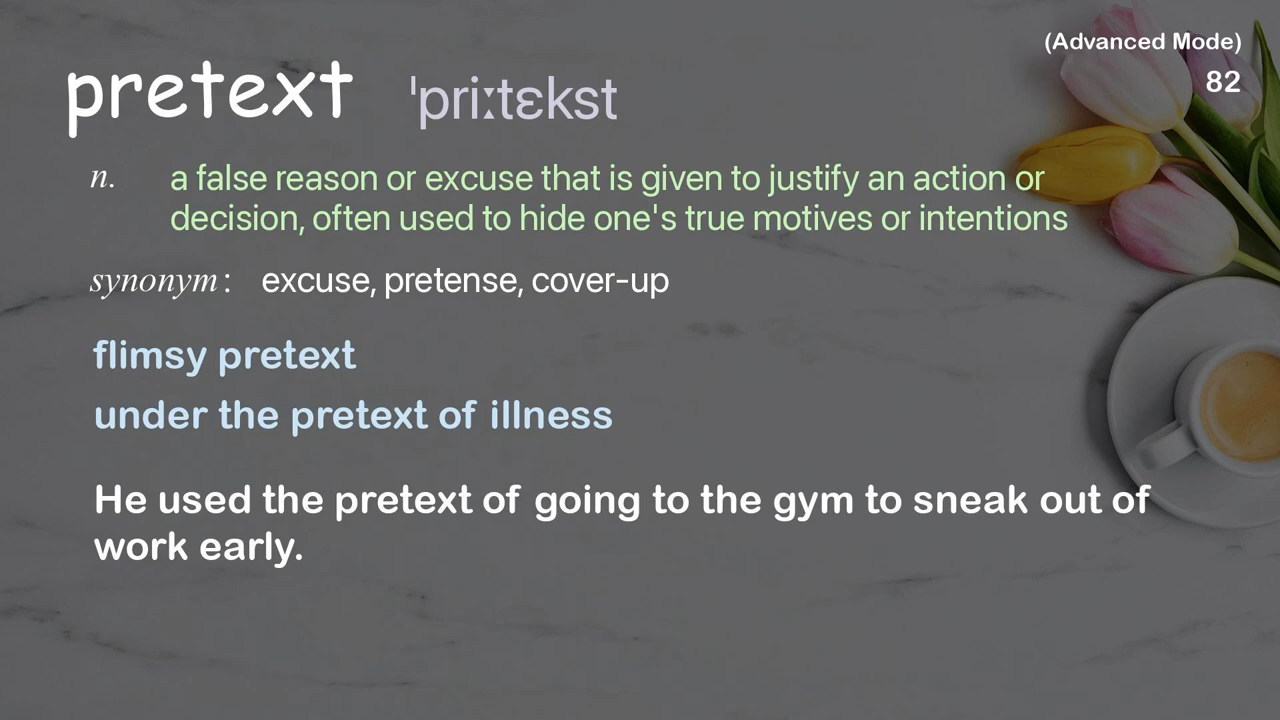 (Advanced Mode)
82
pretext ˈpriːtɛkst
n. a false reason or excuse that is given to justify an action or
decision, often used to hide one's true motives or intentions
synonym: excuse, pretense, cover-up
flimsy pretext
under the pretext of illness
He used the pretext of going to the gym to sneak out of
work early.